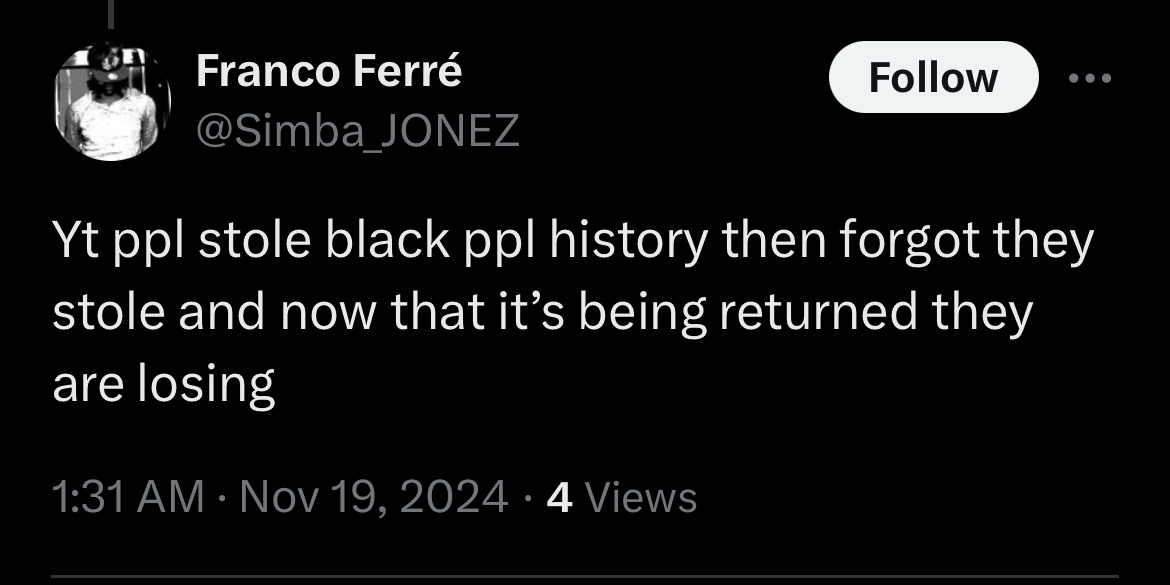 Franco Ferré
Follow
@Simba_JONEZ
Yt ppl stole black ppl history then forgot they
stole and now that it’s being returned they
are losing
1:31 AM · Nov 19, 2024 · 4 Views